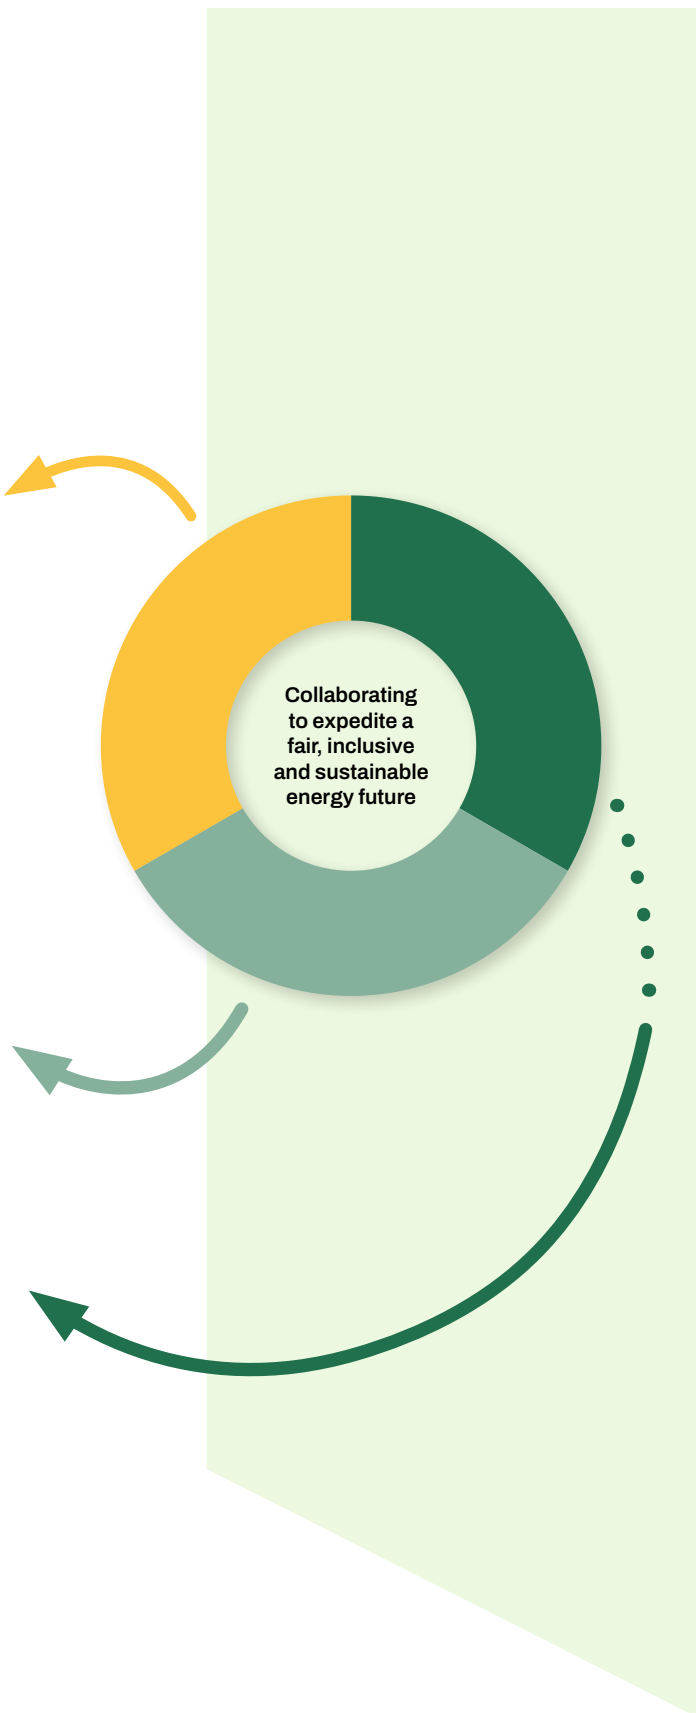 Collaborating
to expedite a
fair, inclusive
and sustainable
energy future